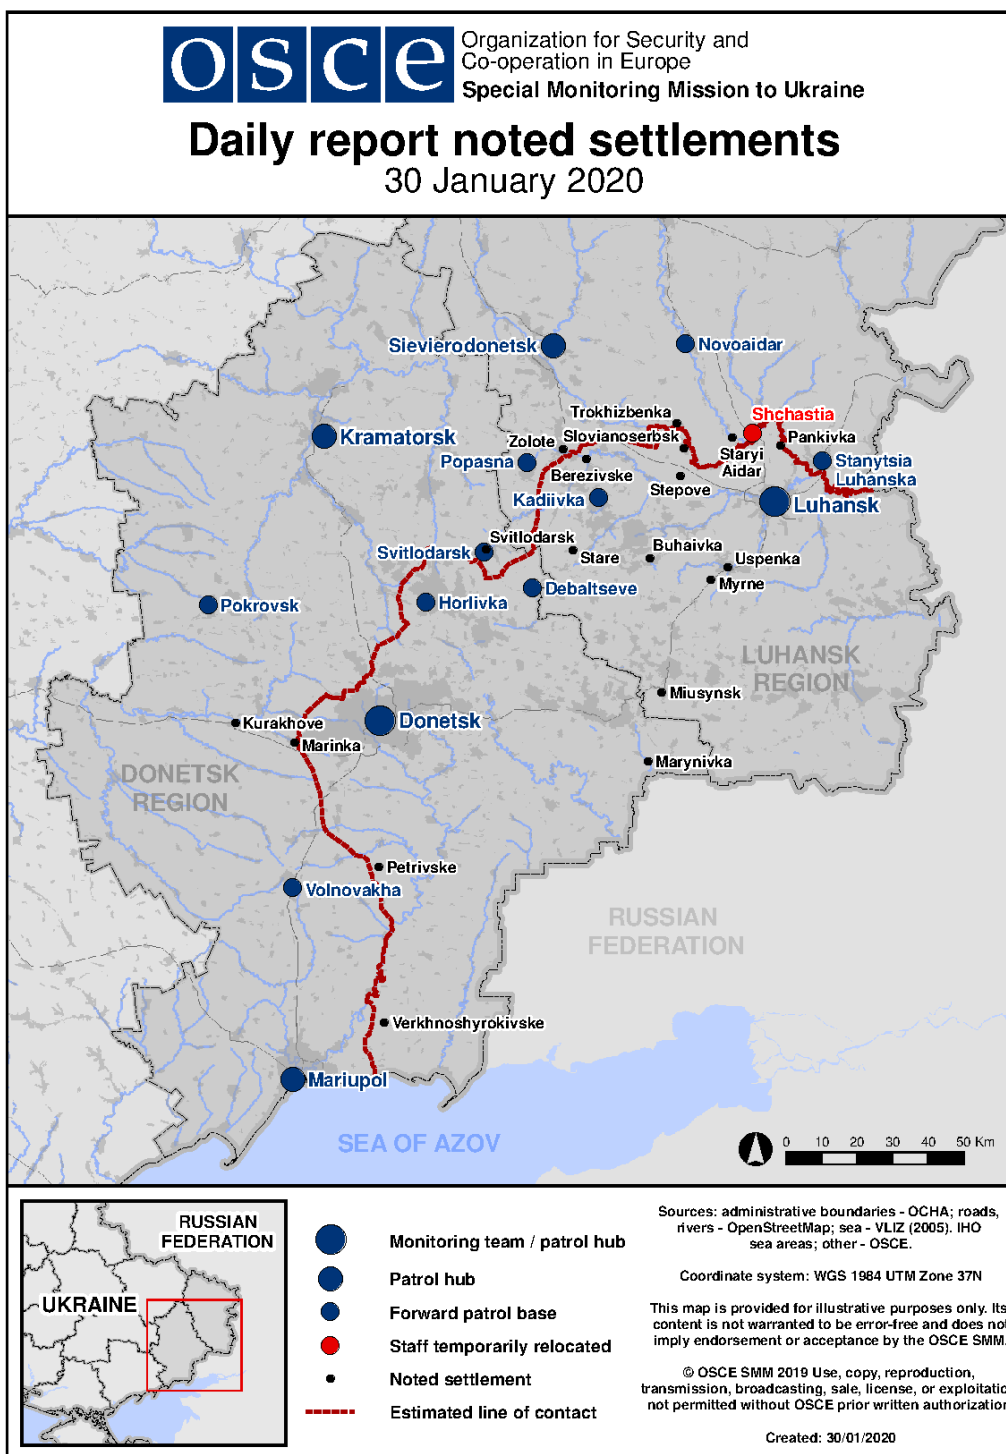 osce
Organization for Security and
Co-operation in Europe
Special Monitoring Mission to Ukraine
Daily report noted settlements
30 January 2020
Sievierodonetsk
Novoaidar
Trokhizbenka
Shchastia
Kramatorsk
Zolote
Slovianoserbsk
Pankivka
Popasna
Berezivske
Staryi
Aidar
Stanytsia
Luhanska
Stepove
Kadiivka
Luhansk
Svitlodarsk
Svitlodarsk
Stare
Buhaivka
Uspenka
Debaltseve
Myrne
Pokrovsk
Horlivka
LUHANSK
REGION
Miusynsk
Kurakhove
Donetsk
Marinka
Marynivka
DONETSK
REGION
Petrivske
Volnovakha
RUSSIAN
FEDERATION
Verkhnoshyrokivske
Mariupol
SEA OF AZOV
0 10 20 30 40 50 Km
RUSSIAN
FEDERATION
UKRAINE
Monitoring team / patrol hub
Patrol hub
Forward patrol base
Staff temporarily relocated
Noted settlement
Estimated line of contact
Sources: administrative boundaries - OCHA; roads,
rivers - OpenStreetMap; sea - VLIZ (2005). IHO
sea areas; other - OSCE.
Coordinate system: WGS 1984 UTM Zone 37N
This map is provided for illustrative purposes only. Its
content is not warranted to be error-free and does not
imply endorsement or acceptance by the OSCE SMM.
© OSCE SMM 2019 Use, copy, reproduction,
transmission, broadcasting, sale, license, or exploitatio
not permitted without OSCE prior written authorization
Created: 30/01/2020